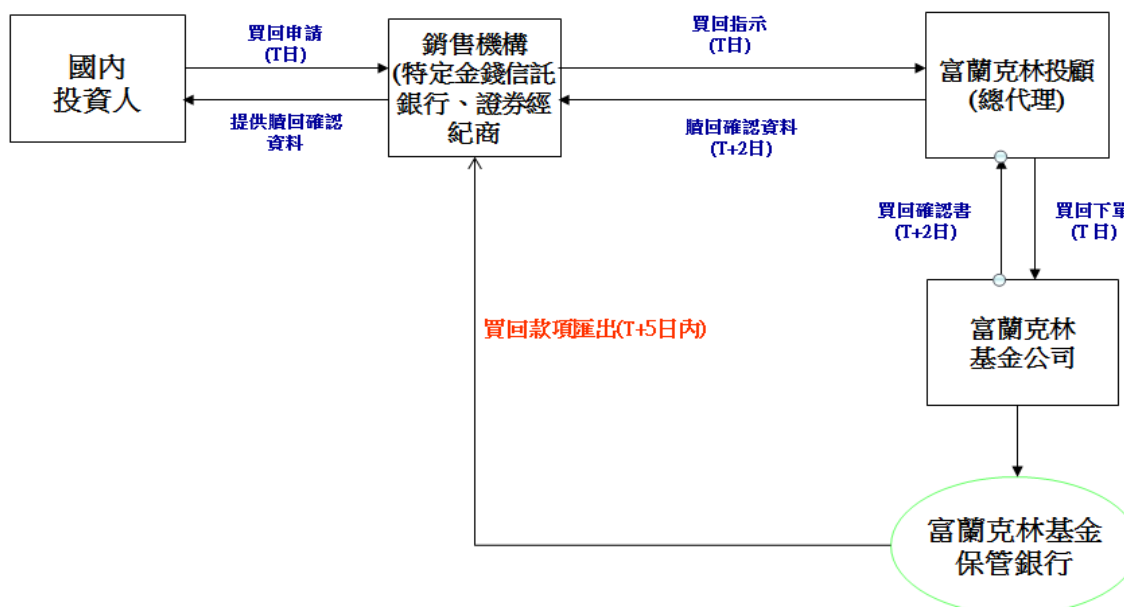 國內
投資人
買回申請
(T日)
提供贖回確認
資料
銷售機構
(特定金錢信託
銀行、證券經
紀商
買回指示
(T日)
贖回確認資料
(T+2日)
富蘭克林投顧
(總代理)
買回確認書
(T+2日)
買回下單
(T 日)
富蘭克林
基金公司
買回款項匯出(T+5日內)
富蘭克林基金
保管銀行